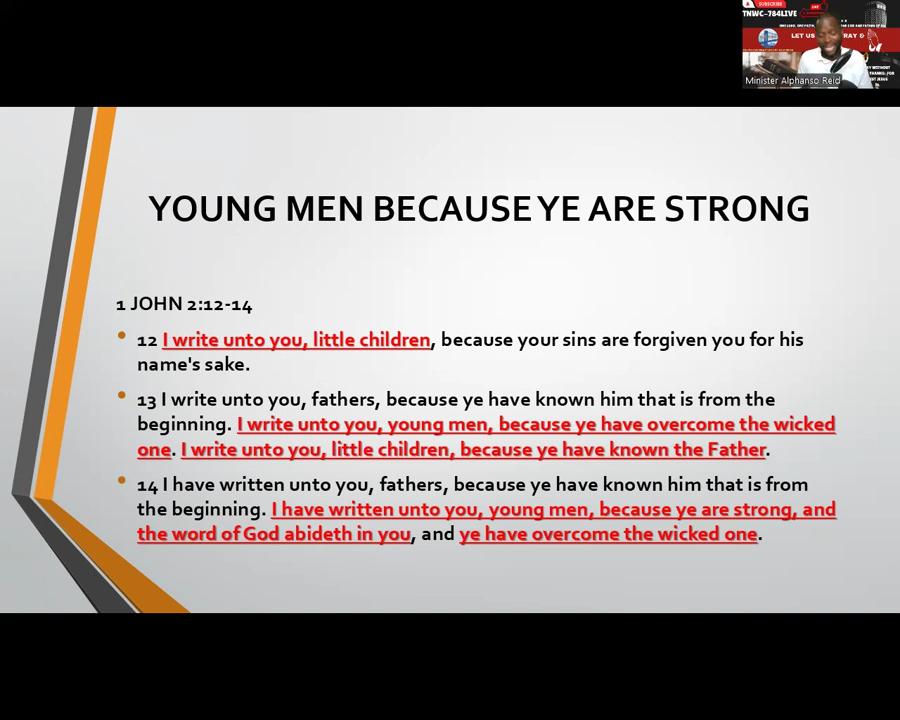 SUBSCRIBE
TNWC-784LIVE
LET US
RAY &
Minister Alphanso Reid
YOUNG MEN BECAUSE YE ARE STRONG
1 JOHN 2:12-14
12 I write unto you, little children, because your sins are forgiven you for his
name's sake.
13 I write unto you, fathers, because ye have known him that is from the
beginning. I write unto you, young men, because ye have overcome the wicked
one. I write unto you, little children, because ye have known the Father.
14 I have written unto you, fathers, because ye have known him that is from
the beginning. I have written unto you, young men, because ye are strong, and
the word of God abideth in you, and ye have overcome the wicked one.